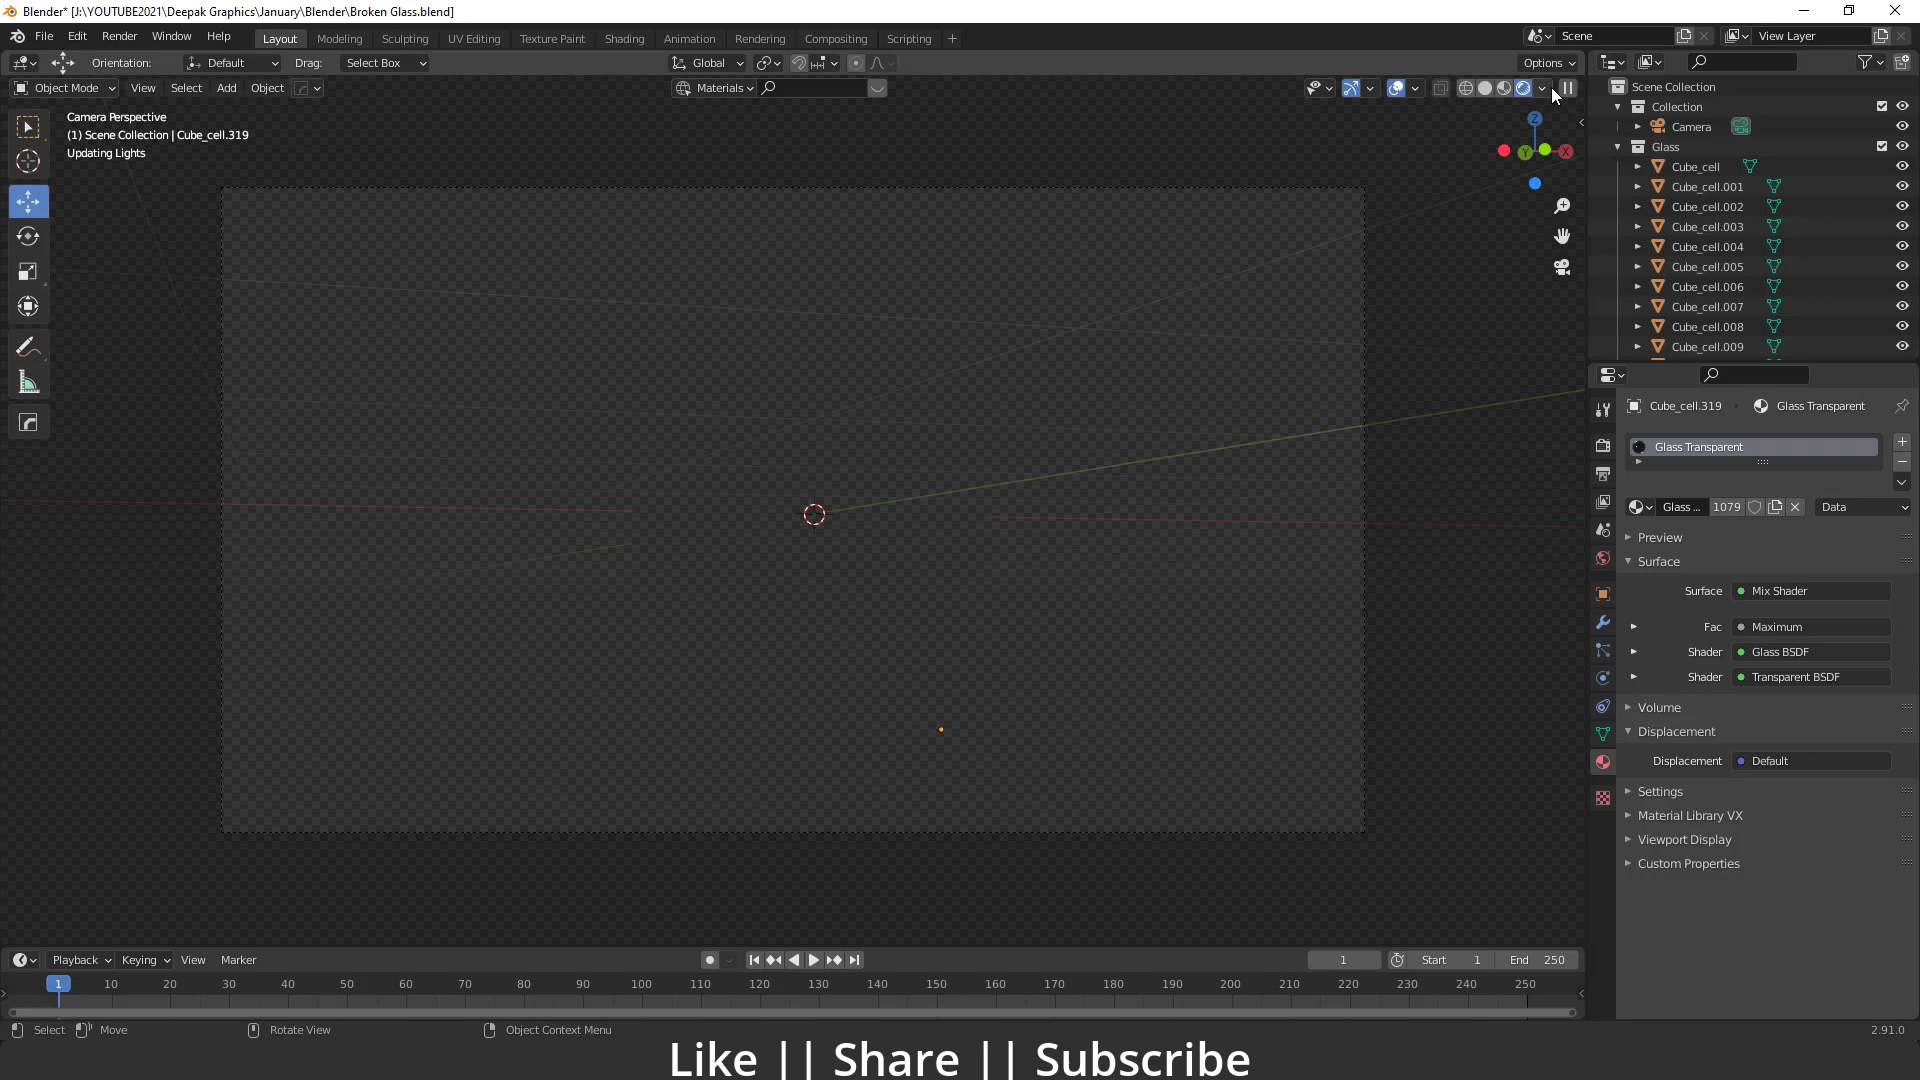 Blender* [J:\YOUTUBE2021\Deepak Graphics\January\Blender\Broken Glass.blend]
File Edit Render Window Help Layout Modeling Sculpting UV Editing Texture Paint Shading Animation Rendering Compositing Scripting + Scene View Layer
Orientation: Default Drag: Select Box Global Options
Object Mode View Select Add Object Materials
Camera Perspective
(1) Scene Collection | Cube_cell.319
Updating Lights
Z
Y
X
Scene Collection
Collection
Camera
Glass
Cube_cell
Cube_cell.001
Cube_cell.002
Cube_cell.003
Cube_cell.004
Cube_cell.005
Cube_cell.006
Cube_cell.007
Cube_cell.008
Cube_cell.009
Cube_cell.319 Glass Transparent
Glass Transparent
Glass ... 1079 Data
Preview
Surface
Surface Mix Shader
Fac Maximum
Shader Glass BSDF
Shader Transparent BSDF
Volume
Displacement
Displacement Default
Settings
Material Library VX
Viewport Display
Custom Properties
Playback Keying View Marker 1 Start 1 End 250
1 10 20 30 40 50 60 70 80 90 100 110 120 130 140 150 160 170 180 190 200 210 220 230 240 250
Select Move Rotate View Object Context Menu 2.91.0
Like || Share || Subscribe